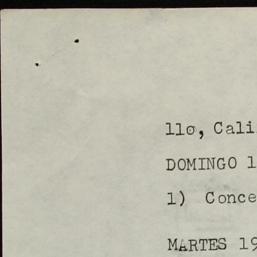 llo, Cali
DOMINGO 1
1) Conce
MARTES 19